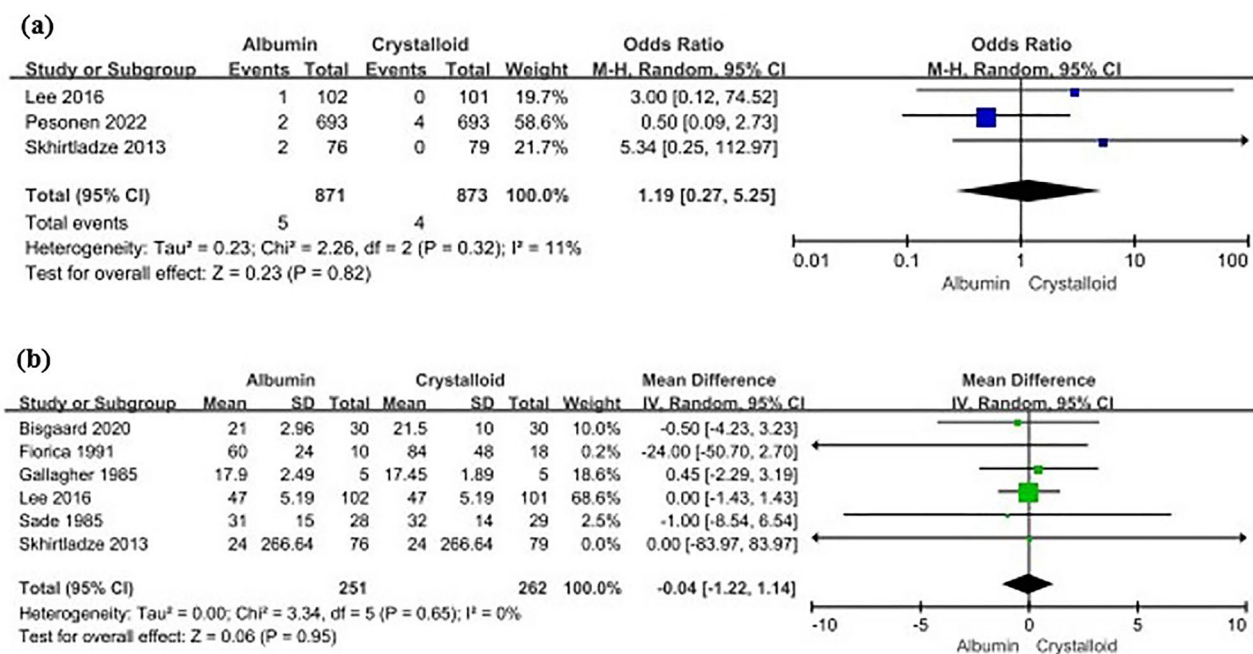 (a)
Albumin Crystalloid Odds Ratio Odds Ratio
Study or Subgroup Events Total Events Total Weight M-H, Random, 95% CI M-H, Random, 95% CI
Lee 2016 1 102 0 101 19.7% 3.00 [0.12, 74.52]
Pesonen 2022 2 693 4 693 58.6% 0.50 [0.09, 2.73]
Skhirtladze 2013 2 76 0 79 21.7% 5.34 [0.25, 112.97]
Total (95% CI) 871 873 100.0% 1.19 [0.27, 5.25]
Total events 5 4
Heterogeneity: Tau² = 0.23; Chi² = 2.26, df = 2 (P = 0.32); I² = 11%
Test for overall effect: Z = 0.23 (P = 0.82)
0.01 0.1 1 10 100
Albumin Crystalloid
(b)
Albumin Crystalloid Mean Difference Mean Difference
Study or Subgroup Mean SD Total Mean SD Total Weight IV, Random, 95% CI IV, Random, 95% CI
Bisgaard 2020 21 2.96 30 21.5 10 30 10.0% -0.50 [-4.23, 3.23]
Fiorica 1991 60 24 10 84 48 18 0.2% -24.00 [-50.70, 2.70]
Gallagher 1985 17.9 2.49 5 17.45 1.89 5 18.6% 0.45 [-2.29, 3.19]
Lee 2016 47 5.19 102 47 5.19 101 68.6% 0.00 [-1.43, 1.43]
Sade 1985 31 15 28 32 14 29 2.5% -1.00 [-8.54, 6.54]
Skhirtladze 2013 24 266.64 76 24 266.64 79 0.0% 0.00 [-83.97, 83.97]
Total (95% CI) 251 262 100.0% -0.04 [-1.22, 1.14]
Heterogeneity: Tau² = 0.00; Chi² = 3.34, df = 5 (P = 0.65); I² = 0%
Test for overall effect: Z = 0.06 (P = 0.95)
-10 -5 0 5 10
Albumin Crystalloid